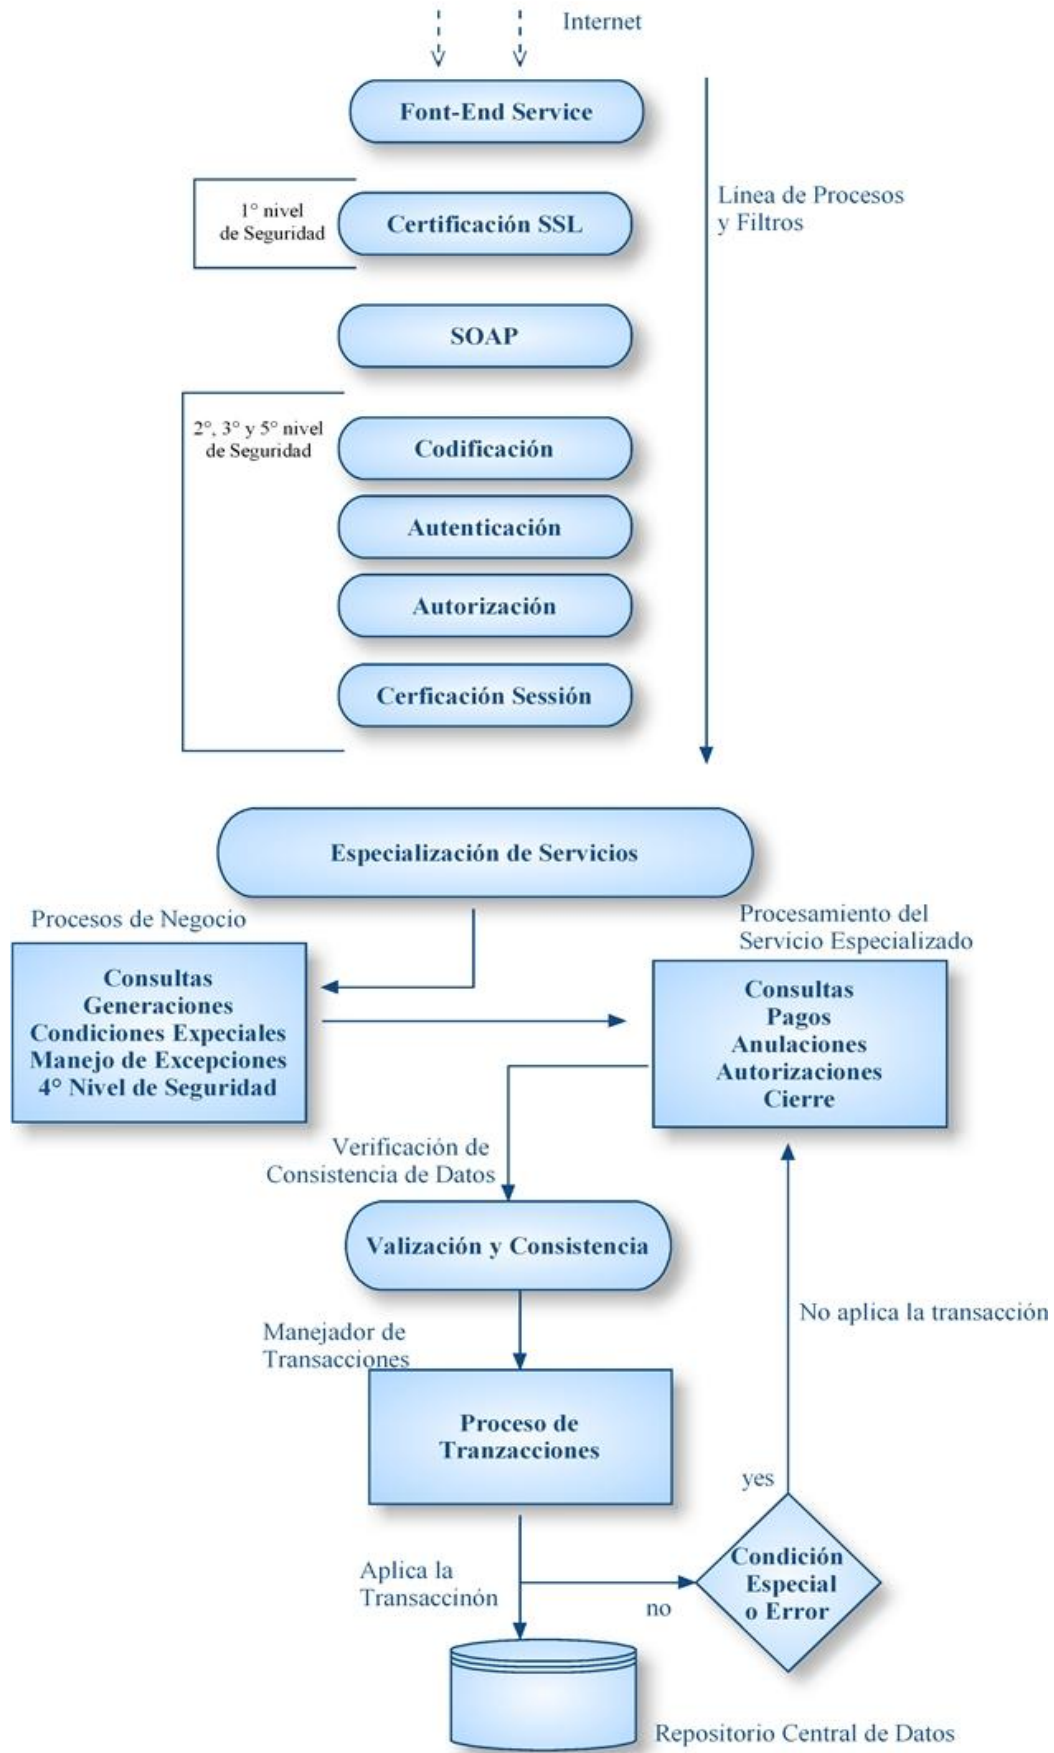 Internet
Font-End Service
Línea de Procesos
y Filtros
1° nivel
de Seguridad
Certificación SSL
SOAP
2°, 3° y 5° nivel
de Seguridad
Codificación
Autenticación
Autorización
Cerficación Sessión
Especialización de Servicios
Procesos de Negocio
Consultas
Generaciones
Condiciones Expeciales
Manejo de Excepciones
4° Nivel de Seguridad
Procesamiento del
Servicio Especializado
Consultas
Pagos
Anulaciones
Autorizaciones
Cierre
Verificación de
Consistencia de Datos
Valización y Consistencia
No aplica la transacción
Manejador de
Transacciones
Proceso de
Tranzacciones
yes
Condición
Especial
o Error
Aplica la
Transaccinón
no
Repositorio Central de Datos